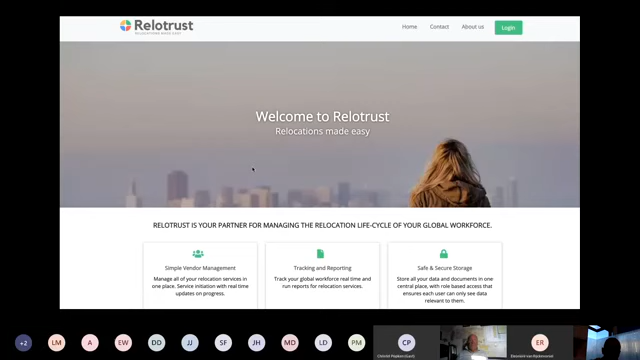 Relotrust
RELOCATIONS MADE EASY
Home
Contact
About us
Login
Welcome to Relotrust
Relocations made easy
RELOTRUST IS YOUR PARTNER FOR MANAGING THE RELOCATION LIFE-CYCLE OF YOUR GLOBAL WORKFORCE.
Simple Vendor Management
Manage all of your relocation services in
one place. Service initiation with real time
updates on progress.
Tracking and Reporting
Track your global workforce real time and
run reports for relocation services.
Safe & Secure Storage
Store all your data and documents in one
central place, with role based access that
ensures each user can only see data
relevant to them.
+2
LM
A
EW
DD
JJ
SF
JH
MD
LD
PM
CP
ER